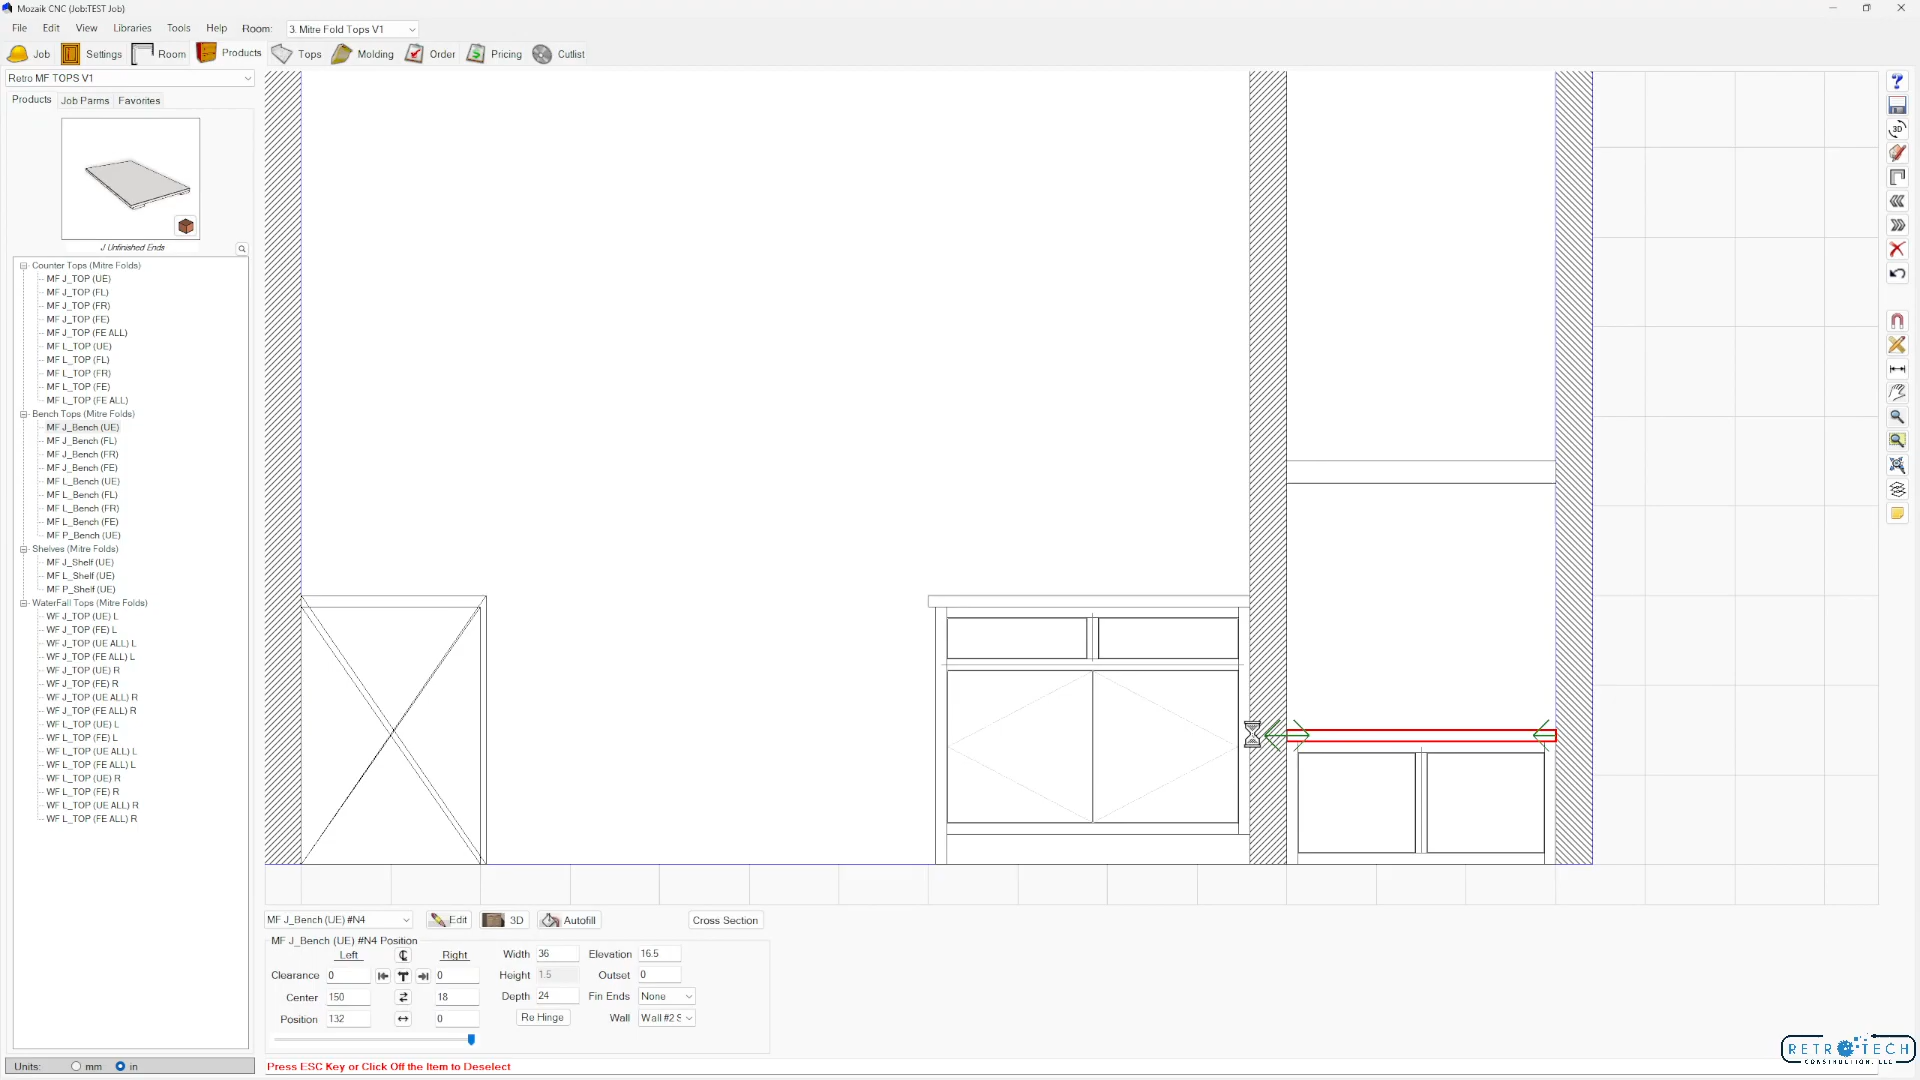 Mozaik CNC (Job:TEST Job)
File Edit View Libraries Tools Help Room: 3. Mitre Fold Tops V1
Job Settings Room Products Tops Molding Order Pricing Cutlist
Retro MF TOPS V1
Products Job Parms Favorites
J Unfinished Ends
Counter Tops (Mitre Folds)
MF J_TOP (UE)
MF J_TOP (FL)
MF J_TOP (FR)
MF J_TOP (FE)
MF J_TOP (FE ALL)
MF L_TOP (UE)
MF L_TOP (FL)
MF L_TOP (FR)
MF L_TOP (FE)
MF L_TOP (FE ALL)
Bench Tops (Mitre Folds)
MF J_Bench (UE)
MF J_Bench (FL)
MF J_Bench (FR)
MF J_Bench (FE)
MF L_Bench (UE)
MF L_Bench (FL)
MF L_Bench (FR)
MF L_Bench (FE)
MF P_Bench (UE)
Shelves (Mitre Folds)
MF J_Shelf (UE)
MF L_Shelf (UE)
MF P_Shelf (UE)
WaterFall Tops (Mitre Folds)
WF J_TOP (UE) L
WF J_TOP (FE) L
WF J_TOP (UE ALL) L
WF J_TOP (FE ALL) L
WF J_TOP (UE) R
WF J_TOP (FE) R
WF J_TOP (UE ALL) R
WF J_TOP (FE ALL) R
WF L_TOP (UE) L
WF L_TOP (FE) L
WF L_TOP (UE ALL) L
WF L_TOP (FE ALL) L
WF L_TOP (UE) R
WF L_TOP (FE) R
WF L_TOP (UE ALL) R
WF L_TOP (FE ALL) R
3D
MF J_Bench (UE) #N4 Edit 3D Autofill Cross Section
MF J_Bench (UE) #N4 Position
Left Right Width 36 Elevation 16.5
Clearance 0 0 Height 1.5 Outset 0
Center 150 18 Depth 24 Fin Ends None
Position 132 0 Re Hinge Wall Wall #2 S
Units: mm in
Press ESC Key or Click Off the Item to Deselect
RETROTECH
CONSTRUCTION, LLC